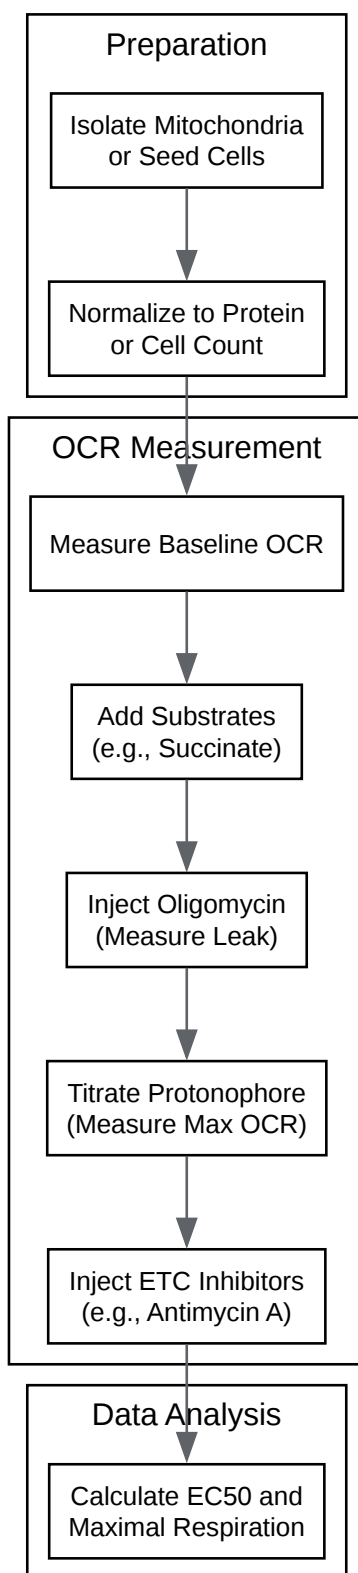 Preparation
Isolate Mitochondria
or Seed Cells
Normalize to Protein
or Cell Count
OCR Measurement
Measure Baseline OCR
Add Substrates
(e.g., Succinate)
Inject Oligomycin
(Measure Leak)
Titrate Protonophore
(Measure Max OCR)
Inject ETC Inhibitors
(e.g., Antimycin A)
Data Analysis
Calculate EC50 and
Maximal Respiration